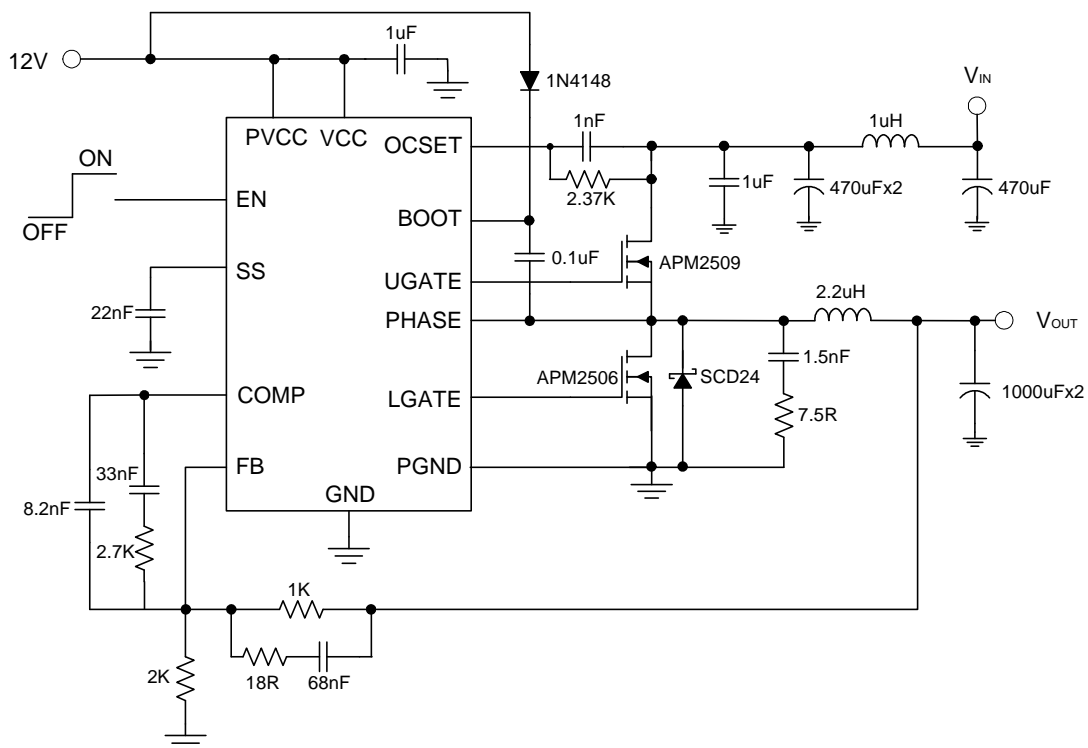 1uF
12V
1N4148
VIN
1nF
1uH
PVCC VCC
OCSET
ON
2.37K
1uF
470uFx2
470uF
EN
OFF
BOOT
0.1uF
APM2509
SS
UGATE
2.2uH
22nF
PHASE
VOUT
1.5nF
APM2506
SCD24
1000uFx2
COMP
LGATE
7.5R
33nF
FB
PGND
8.2nF
GND
2.7K
1K
2K
18R
68nF